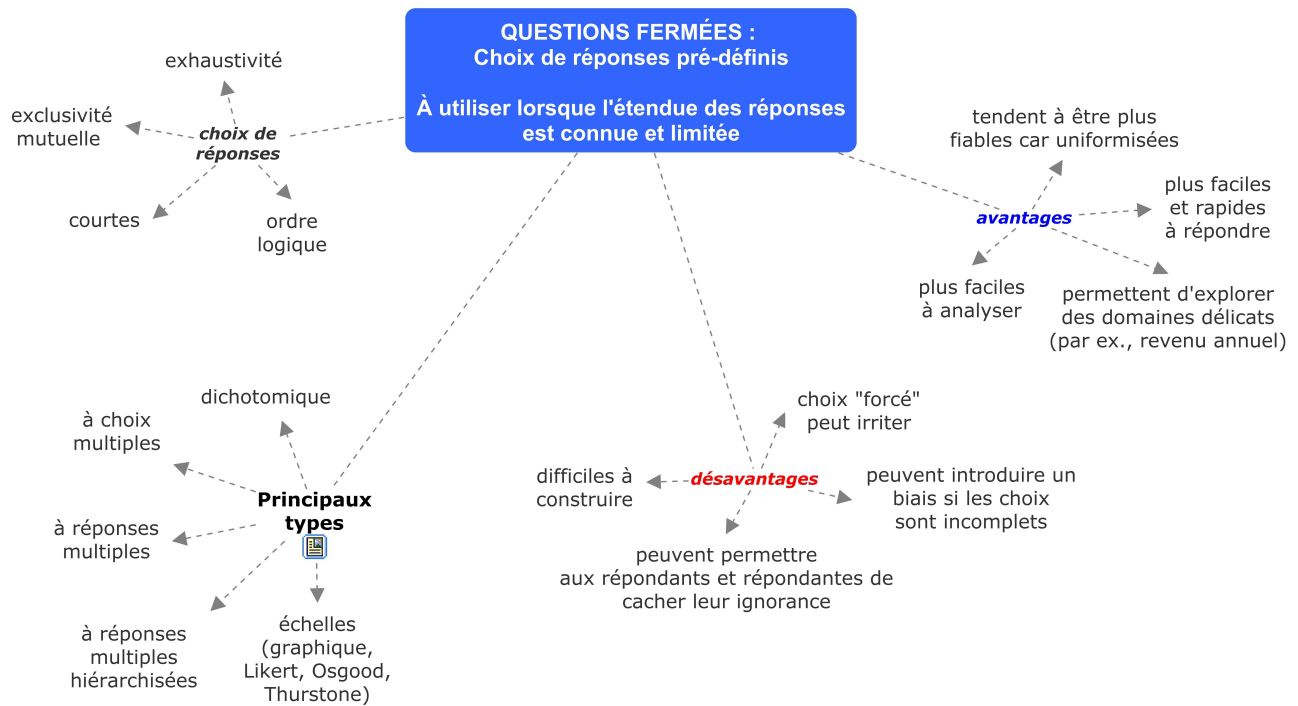 QUESTIONS FERMÉES :
Choix de réponses pré-définis
À utiliser lorsque l'étendue des réponses
est connue et limitée
choix de
réponses
exhaustivité
exclusivité
mutuelle
courtes
ordre
logique
avantages
tendent à être plus
fiables car uniformisées
plus faciles
et rapides
à répondre
plus faciles
à analyser
permettent d'explorer
des domaines délicats
(par ex., revenu annuel)
Principaux
types
dichotomique
à choix
multiples
à réponses
multiples
à réponses
multiples
hiérarchisées
échelles
(graphique,
Likert, Osgood,
Thurstone)
désavantages
choix "forcé"
peut irriter
difficiles à
construire
peuvent introduire un
biais si les choix
sont incomplets
peuvent permettre
aux répondants et répondantes de
cacher leur ignorance